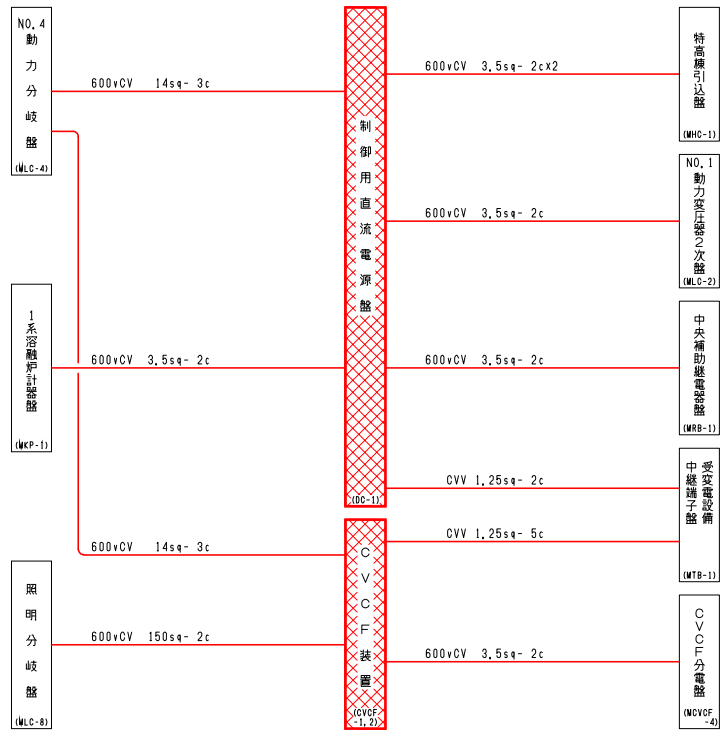 NO.4
動力分岐盤
(MLC-4)
600vCV 14sq- 3c
1系溶融炉計器盤
(MKP-1)
600vCV 3.5sq- 2c
600vCV 14sq- 3c
照明分岐盤
(MLC-8)
600vCV 150sq- 2c
制御用直流電源盤
(DC-1)
CVCF装置
(CVCF
-1,2)
600vCV 3.5sq- 2cx2
特高棟引込盤
(MHC-1)
600vCV 3.5sq- 2c
NO.1
動力変圧器2次盤
(MLC-2)
600vCV 3.5sq- 2c
中央補助継電器盤
(MRB-1)
CVV 1.25sq- 2c
CVV 1.25sq- 5c
受変電設備
中継端子盤
(MTB-1)
600vCV 3.5sq- 2c
CVCF分電盤
(MCVCF
-4)